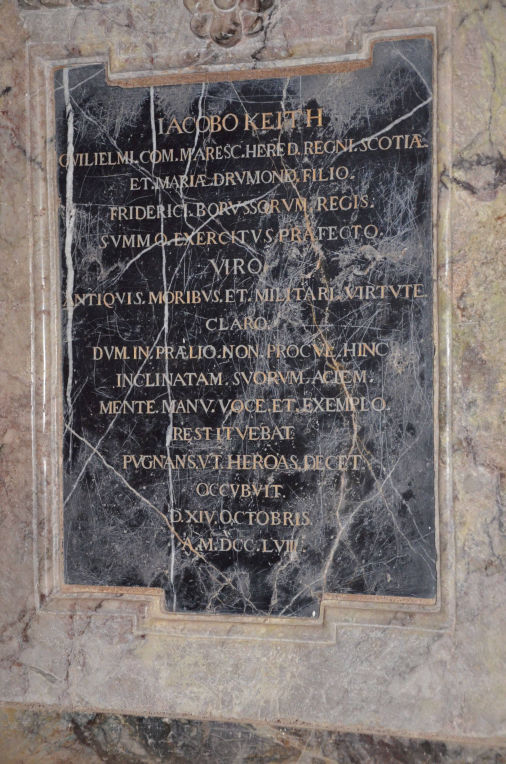 IACOBO KEITH
GVILIELMI.COM.MARESC.HERED.REGNI.SCOTIÆ
ET.MARIÆ.DRVMOND.FILIO.
FRIDERICI.BORVSSORVM.REGIS.
SVMMO.EXERCITVS.PRÆFECTO.
VIRO
ANTIQVIS.MORIBVS.ET.MILITARI.VIRTVTE
CLARO.
DVM.IN.PRÆLIO.NON.PROCVL.HINC
INCLINATAM.SVORVM.ACIEM.
MENTE.MANV.VOCE.ET.EXEMPLO.
RESTITVEBAT
PVGNANS.VT.HEROAS.DECET.
OCCVBVIT.
D.XIV.OCTOBRIS.
A.M.DCC.LVIII